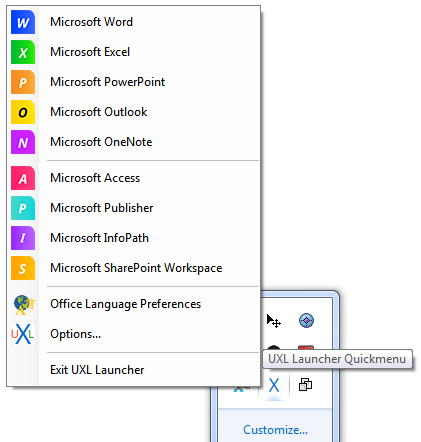 W Microsoft Word
X Microsoft Excel
P Microsoft PowerPoint
O Microsoft Outlook
N Microsoft OneNote
A Microsoft Access
P Microsoft Publisher
I Microsoft InfoPath
S Microsoft SharePoint Workspace
Office Language Preferences
UXL Options...
Exit UXL Launcher
UXL Launcher Quickmenu
X
Customize...